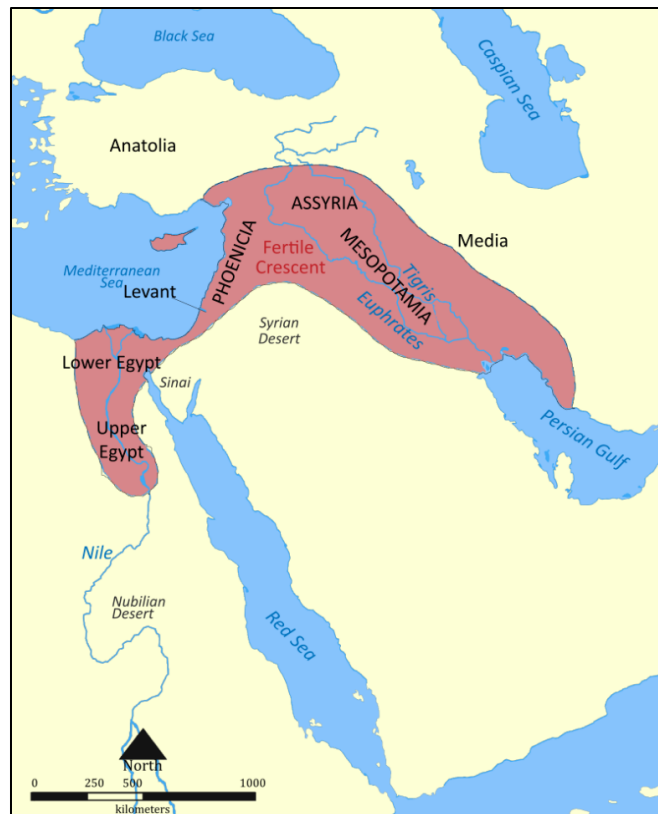 Black Sea
Caspian Sea
Anatolia
ASSYRIA
PHOENICIA
Fertile
Crescent
MESOPOTAMIA
Tigris
Media
Mediterranean
Sea
Levant
Euphrates
Syrian
Desert
Lower Egypt
Sinai
Upper
Egypt
Persian Gulf
Nile
Nubilian
Desert
Red Sea
North
0 250 500 1000
kilometers